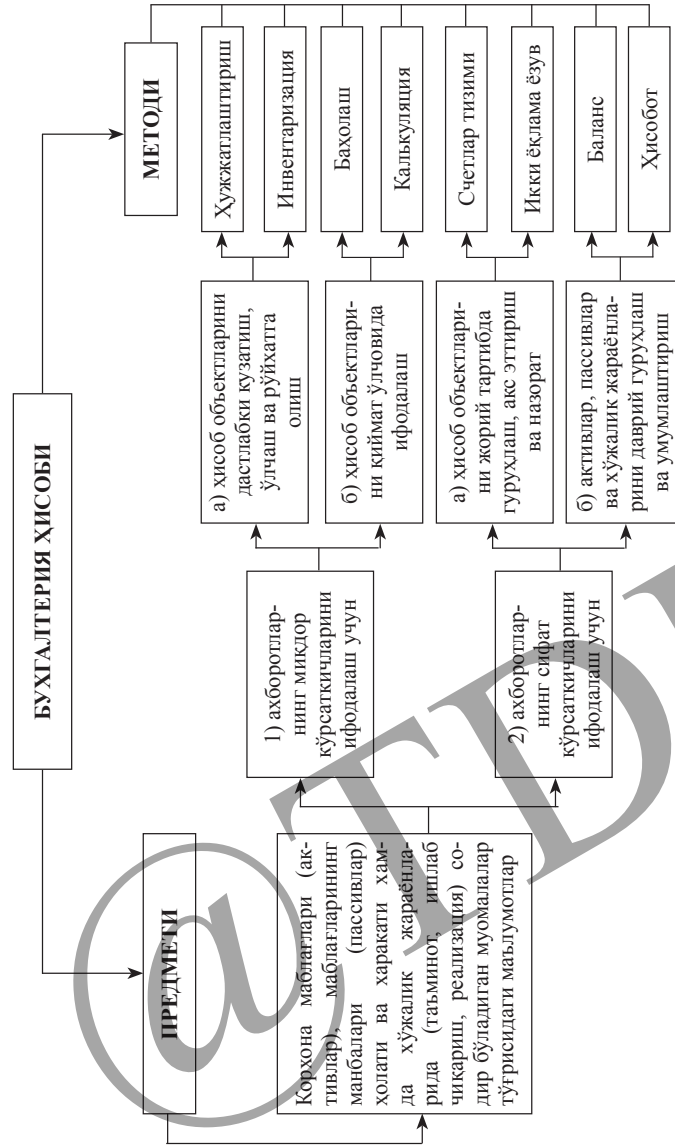 БУХГАЛТЕРИЯ ҲИСОБИ
ПРЕДМЕТИ
МЕТОДИ
Корхона маблағлари (ак-
тивлар), маблағларининг
манбалари (пассивлар)
ҳолати ва харакати хам-
да хўжалик жараёнла-
рида (таъминот, ишлаб
чиқариш, реализация) со-
дир бўладиган муомалалар
тўғрисидаги маълумотлар
1) ахборотлар-
нинг миқдор
кўрсаткичларини
ифодалаш учун
2) ахборотлар-
нинг сифат
кўрсаткичларини
ифодалаш учун
а) ҳисоб объектларини
дастлабки кузатиш,
ўлчаш ва рўйхатга
олиш
б) ҳисоб объектлари-
ни қиймат ўлчовида
ифодалаш
а) ҳисоб объектлари-
ни жорий тартибда
гуруҳлаш, акс эттириш
ва назорат
б) активлар, пассивлар
ва хўжалик жараёнла-
рини даврий гуруҳлаш
ва умумлаштириш
Ҳужжатлаштириш
Инвентаризация
Баҳолаш
Калькуляция
Счетлар тизими
Икки ёқлама ёзув
Баланс
Ҳисобот